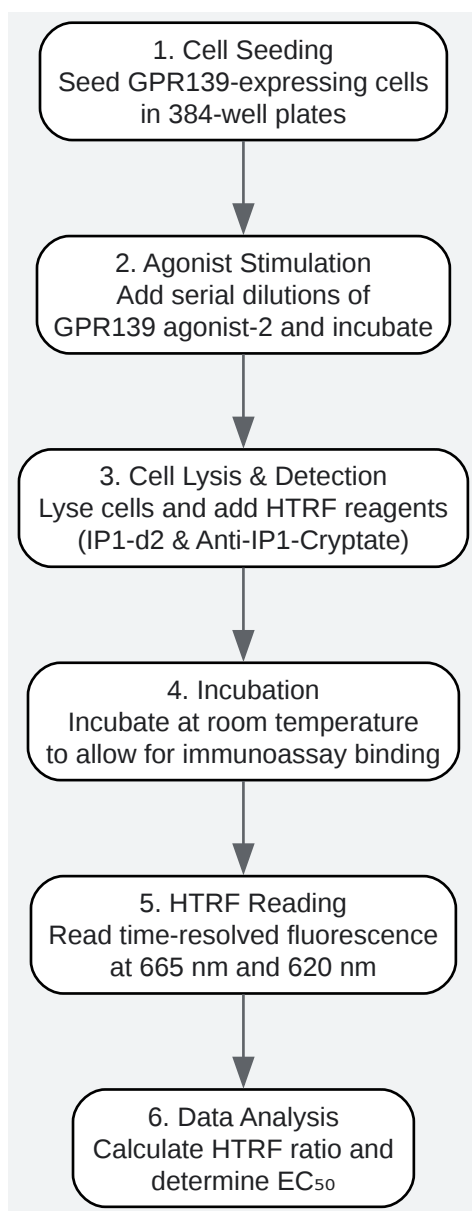 1. Cell Seeding
Seed GPR139-expressing cells
in 384-well plates
2. Agonist Stimulation
Add serial dilutions of
GPR139 agonist-2 and incubate
3. Cell Lysis & Detection
Lyse cells and add HTRF reagents
(IP1-d2 & Anti-IP1-Cryptate)
4. Incubation
Incubate at room temperature
to allow for immunoassay binding
5. HTRF Reading
Read time-resolved fluorescence
at 665 nm and 620 nm
6. Data Analysis
Calculate HTRF ratio and
determine EC₅₀